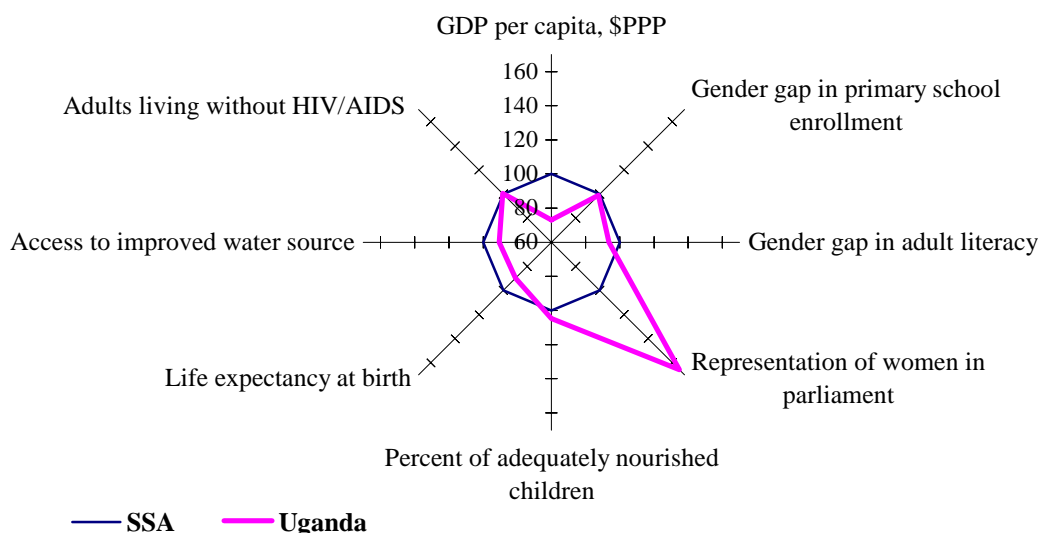 GDP per capita, $PPP
160
140
120
100
80
60
Gender gap in primary school
enrollment
Gender gap in adult literacy
Representation of women in
parliament
Percent of adequately nourished
children
Life expectancy at birth
Access to improved water source
Adults living without HIV/AIDS
SSA
Uganda